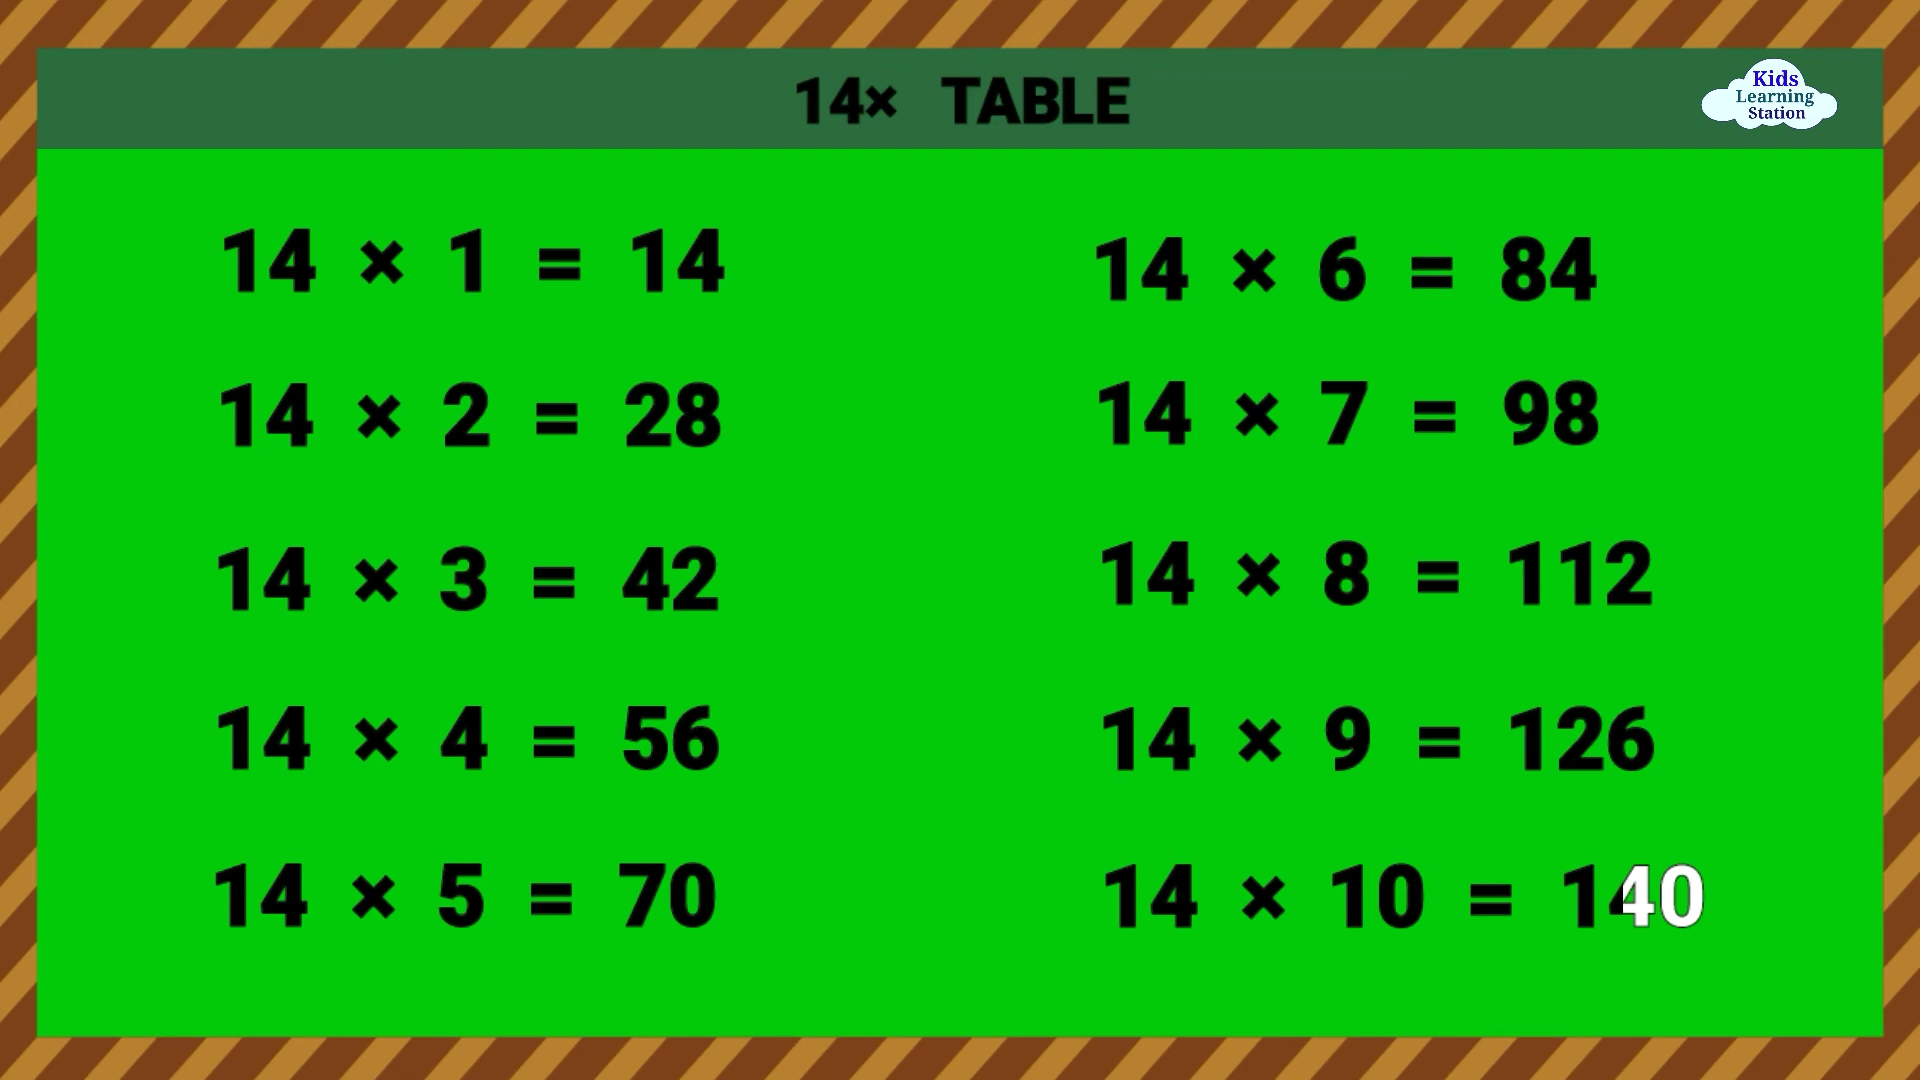 14× TABLE
Kids
Learning
Station
14 × 1 = 14
14 × 2 = 28
14 × 3 = 42
14 × 4 = 56
14 × 5 = 70
14 × 6 = 84
14 × 7 = 98
14 × 8 = 112
14 × 9 = 126
14 × 10 = 140